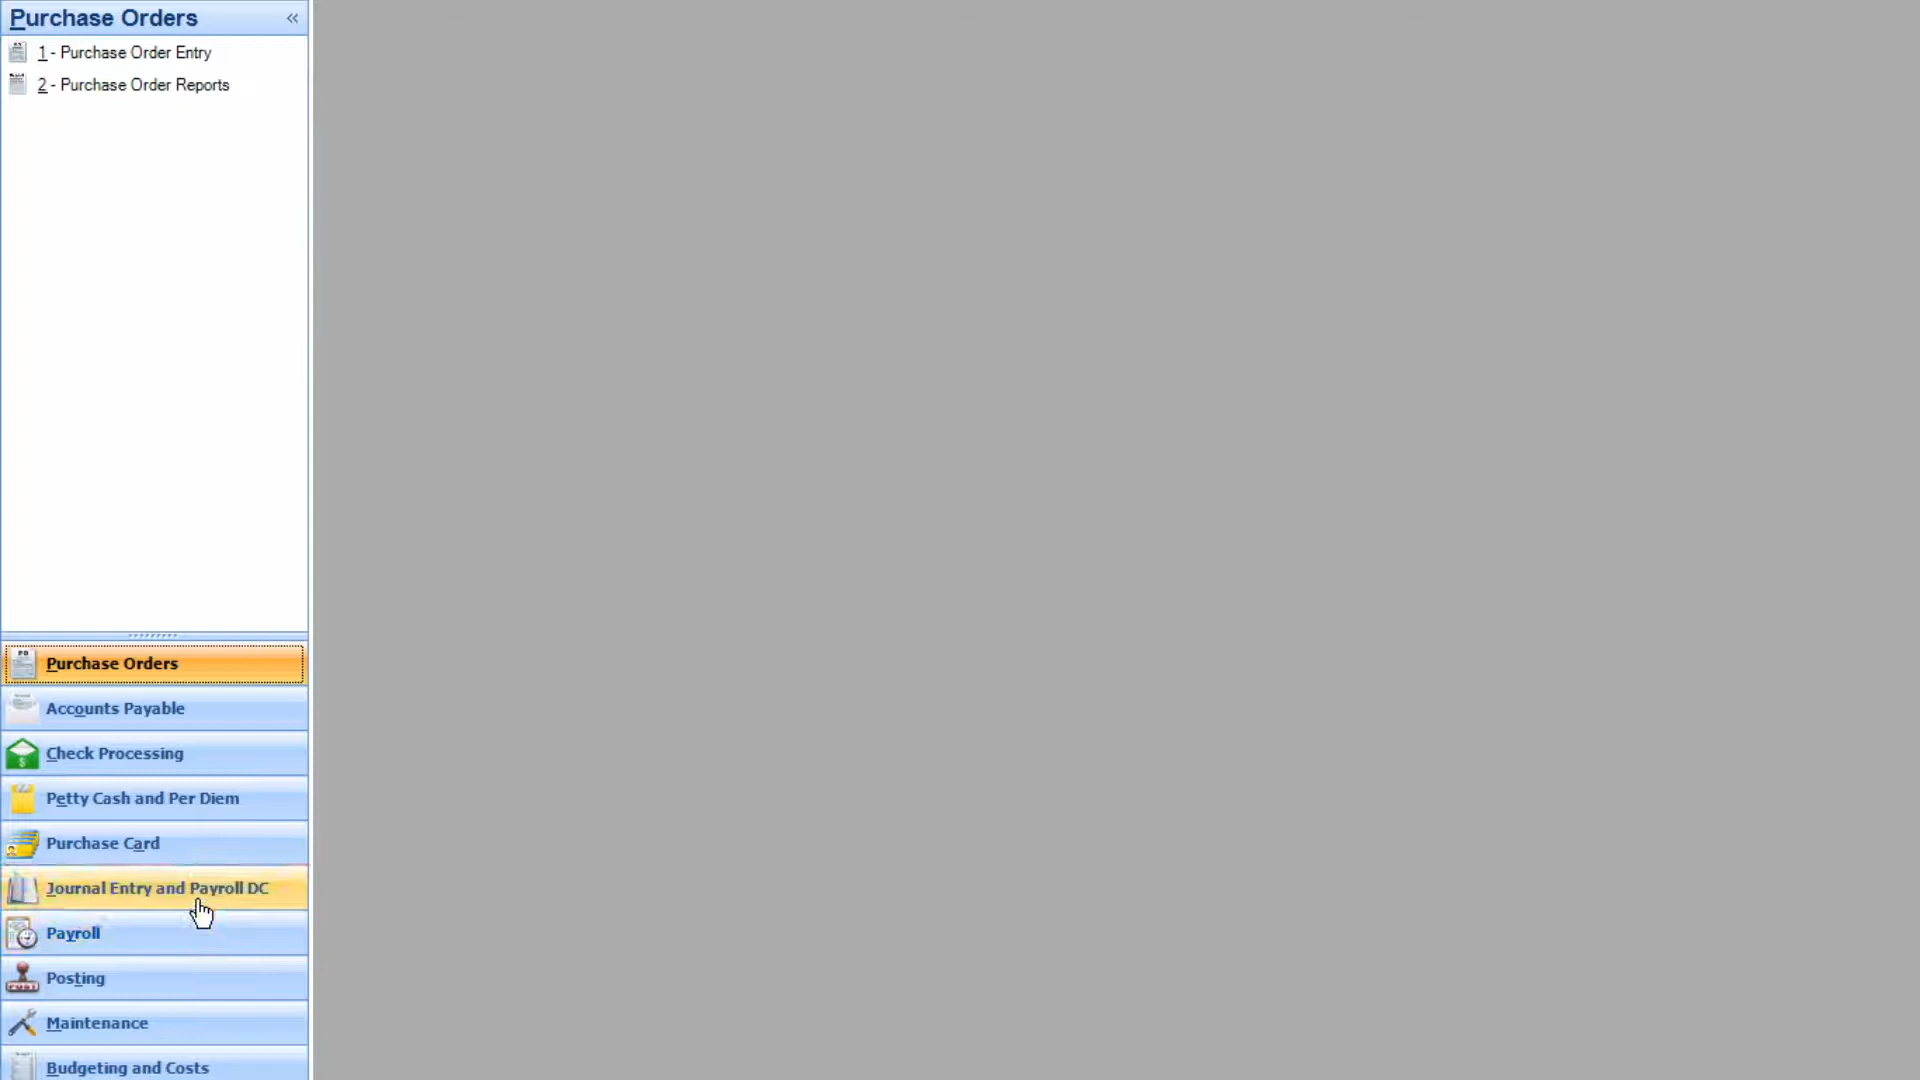 Purchase Orders «
1 - Purchase Order Entry
2 - Purchase Order Reports
Purchase Orders
Accounts Payable
Check Processing
Petty Cash and Per Diem
Purchase Card
Journal Entry and Payroll DC
Payroll
Posting
Maintenance
Budgeting and Costs